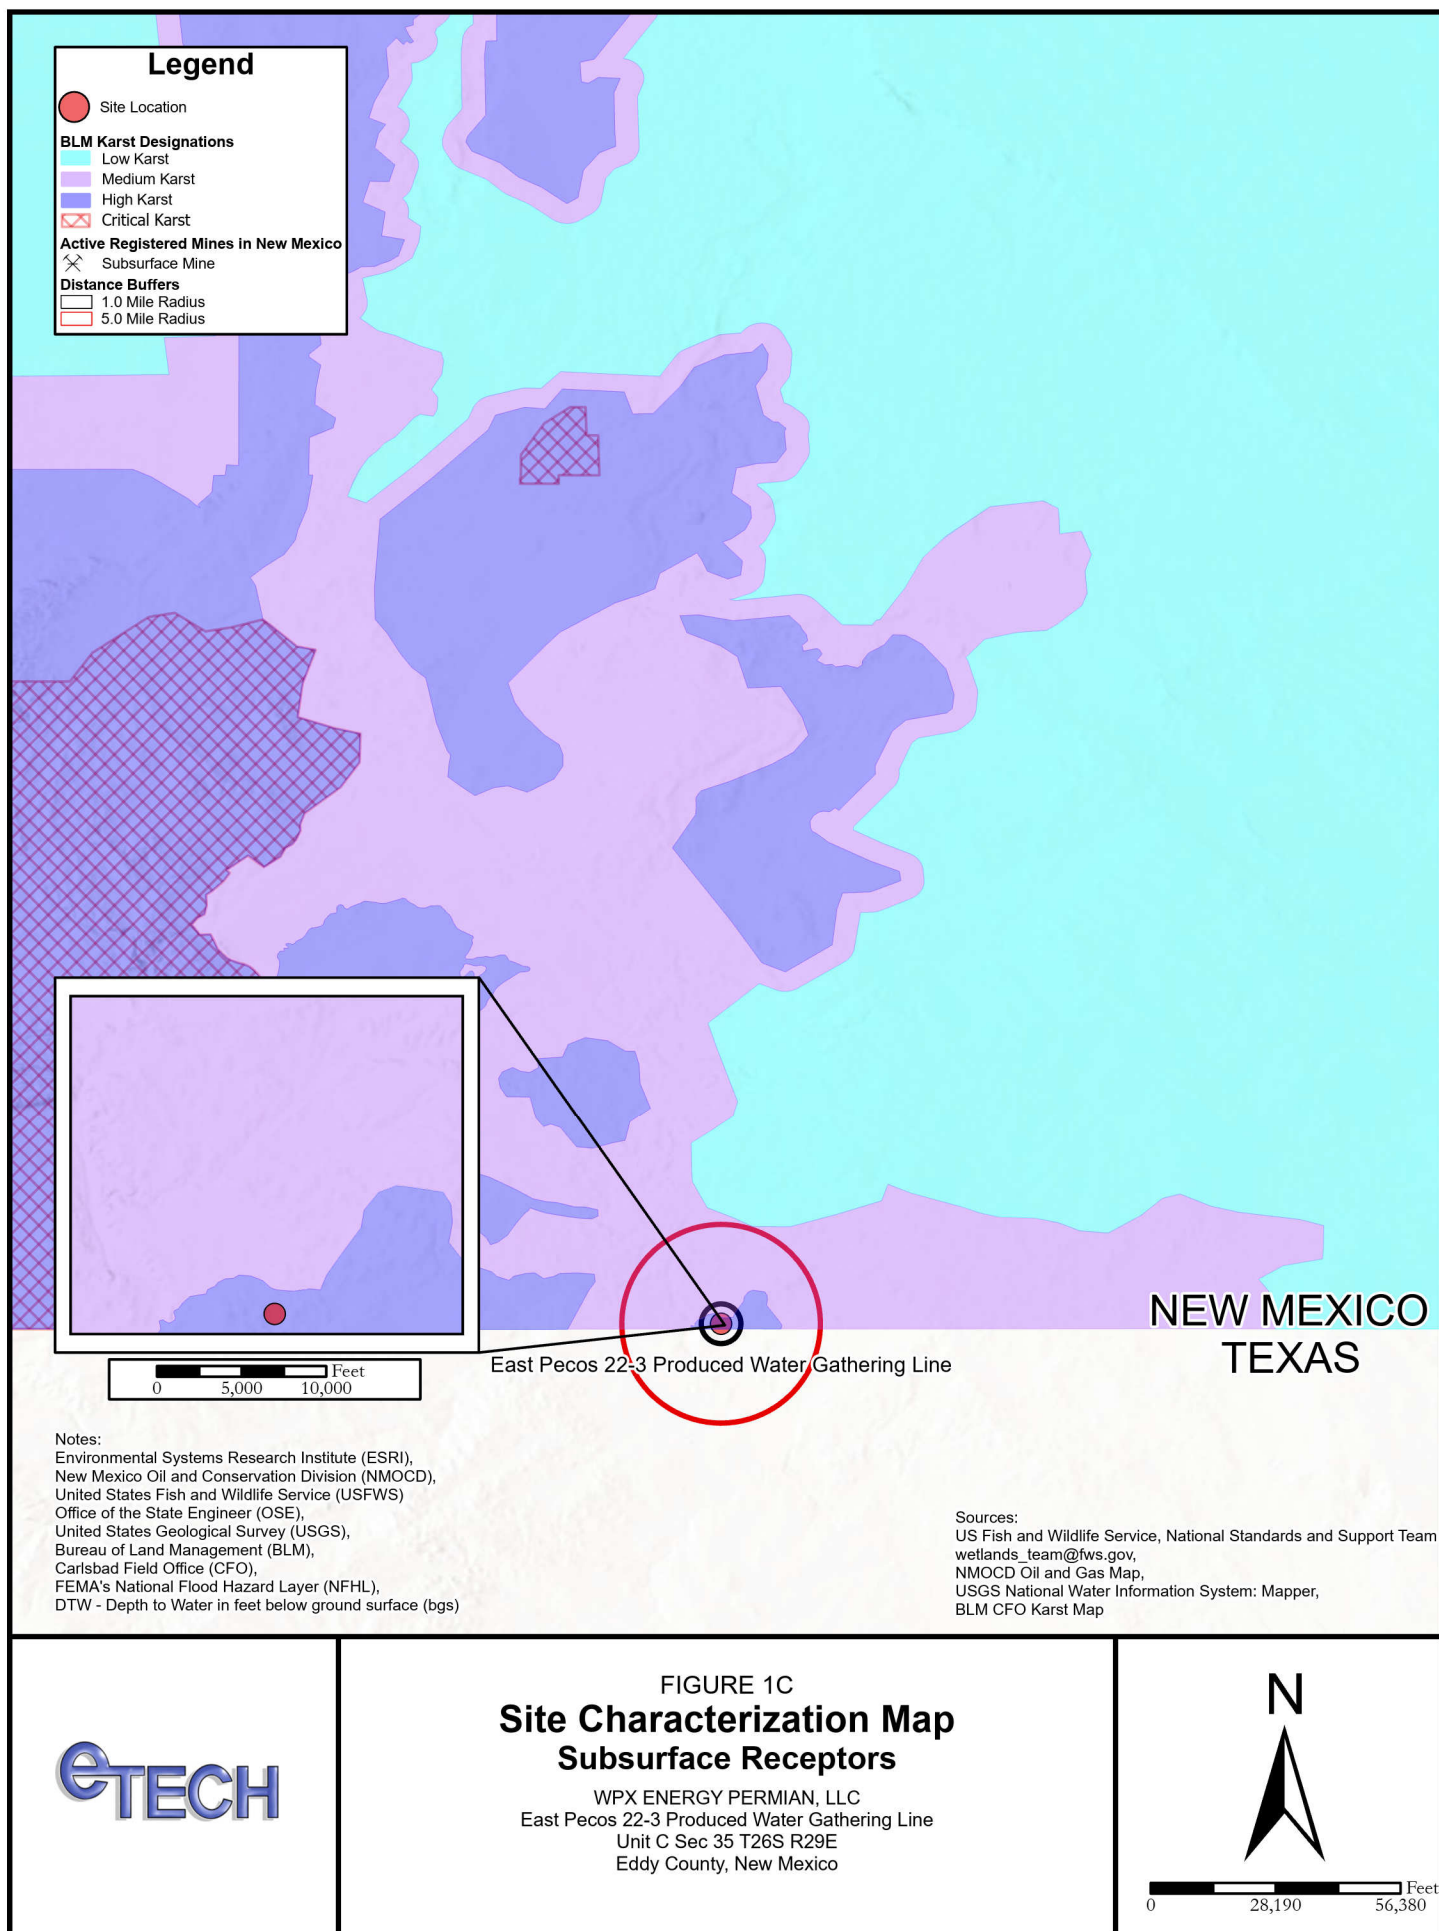 Legend
Site Location
BLM Karst Designations
Low Karst
Medium Karst
High Karst
Critical Karst
Active Registered Mines in New Mexico
Subsurface Mine
Distance Buffers
1.0 Mile Radius
5.0 Mile Radius
NEW MEXICO
TEXAS
East Pecos 22-3 Produced Water Gathering Line
Feet
0 5,000 10,000
Notes:
Environmental Systems Research Institute (ESRI),
New Mexico Oil and Conservation Division (NMOCD),
United States Fish and Wildlife Service (USFWS)
Office of the State Engineer (OSE),
United States Geological Survey (USGS),
Bureau of Land Management (BLM),
Carlsbad Field Office (CFO),
FEMA's National Flood Hazard Layer (NFHL),
DTW - Depth to Water in feet below ground surface (bgs)
Sources:
US Fish and Wildlife Service, National Standards and Support Team
wetlands_team@fws.gov,
NMOCD Oil and Gas Map,
USGS National Water Information System: Mapper,
BLM CFO Karst Map
eTECH
FIGURE 1C
Site Characterization Map
Subsurface Receptors
WPX ENERGY PERMIAN, LLC
East Pecos 22-3 Produced Water Gathering Line
Unit C Sec 35 T26S R29E
Eddy County, New Mexico
N
Feet
0 28,190 56,380